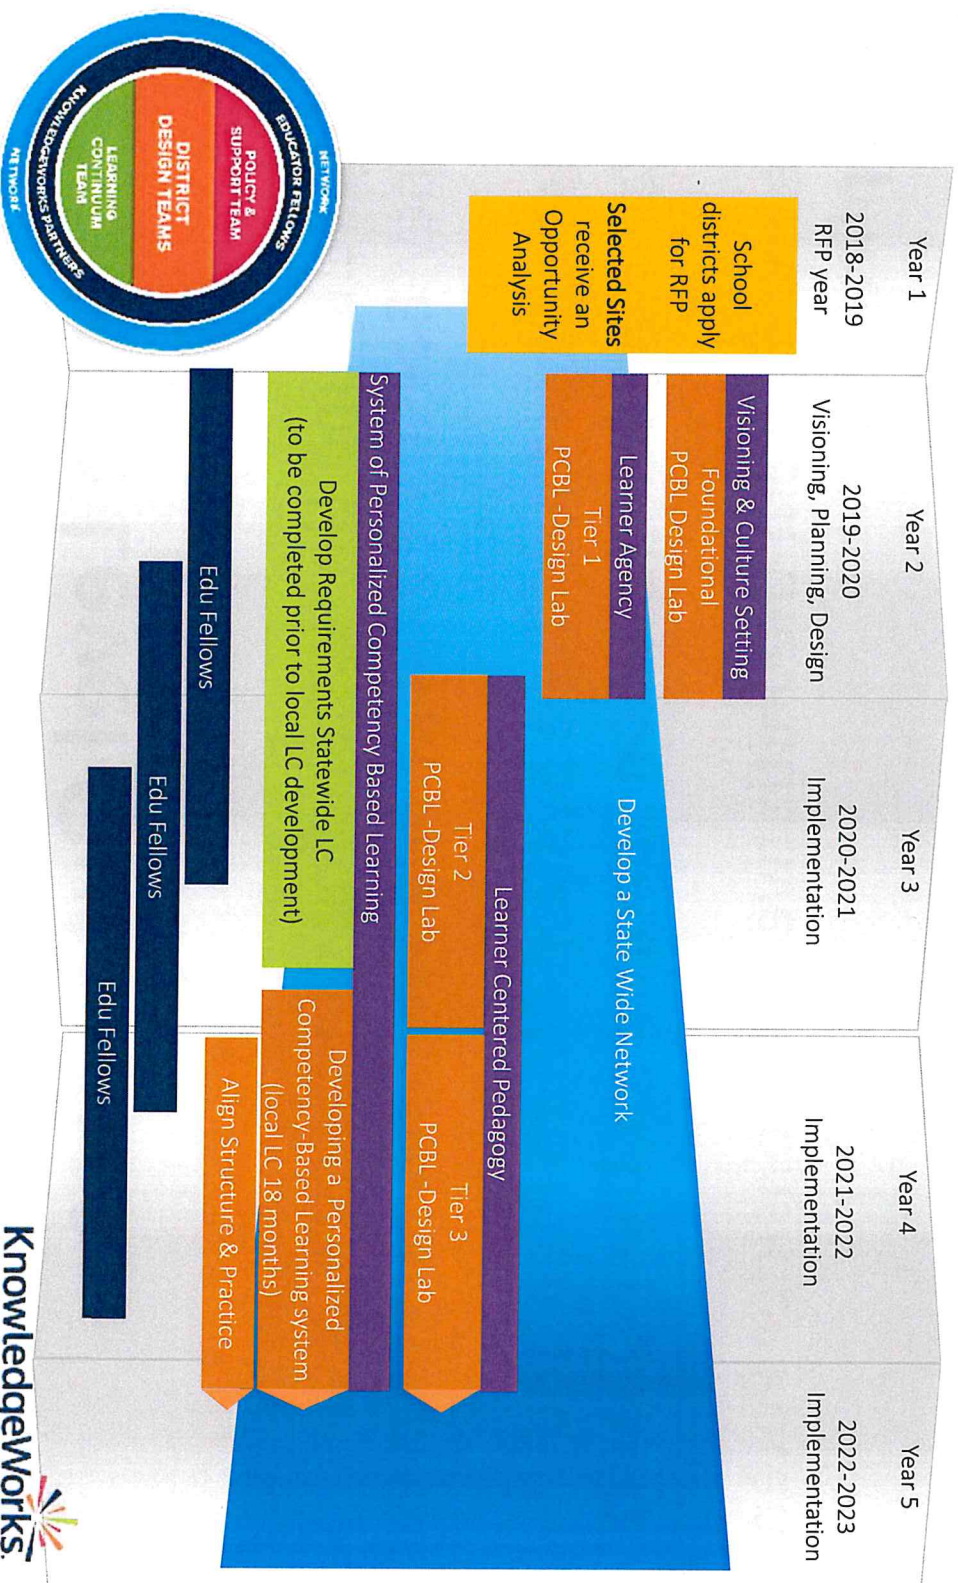 Year 1
2018-2019
RFP year
Year 2
2019-2020
Visioning, Planning, Design
Year 3
2020-2021
Implementation
Year 4
2021-2022
Implementation
Year 5
2022-2023
Implementation
School
districts apply
for RFP
Selected Sites
receive an
Opportunity
Analysis
Visioning & Culture Setting
Foundational
PCBL Design Lab
Learner Agency
Tier 1
PCBL -Design Lab
Develop a State Wide Network
Learner Centered Pedagogy
Tier 2
PCBL -Design Lab
Tier 3
PCBL -Design Lab
System of Personalized Competency Based Learning
Develop Requirements Statewide LC
(to be completed prior to local LC development)
Developing a Personalized
Competency-Based Learning system
(local LC 18 months)
Align Structure & Practice
Edu Fellows
Edu Fellows
Edu Fellows
NETWORK
EDUCATOR FELLOWS
POLICY &
SUPPORT TEAM
DISTRICT
DESIGN TEAMS
LEARNING
CONTINUUM
TEAM
KNOWLEDGEWORKS PARTNERS
NETWORK
KnowledgeWorks.